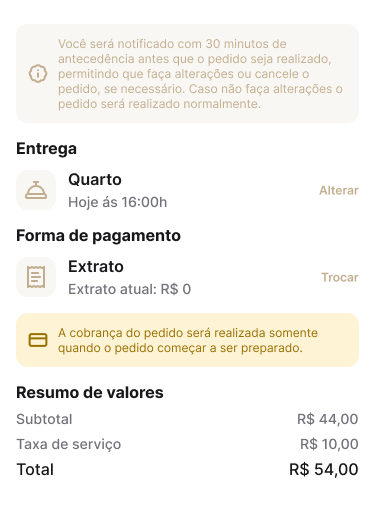 Você será notificado com 30 minutos de
antecedência antes que o pedido seja realizado,
permitindo que faça alterações ou cancele o
pedido, se necessário. Caso não faça alterações o
pedido será realizado normalmente.
Entrega
Quarto
Hoje ás 16:00h
Alterar
Forma de pagamento
Extrato
Extrato atual: R$ 0
Trocar
A cobrança do pedido será realizada somente
quando o pedido começar a ser preparado.
Resumo de valores
Subtotal R$ 44,00
Taxa de serviço R$ 10,00
Total R$ 54,00